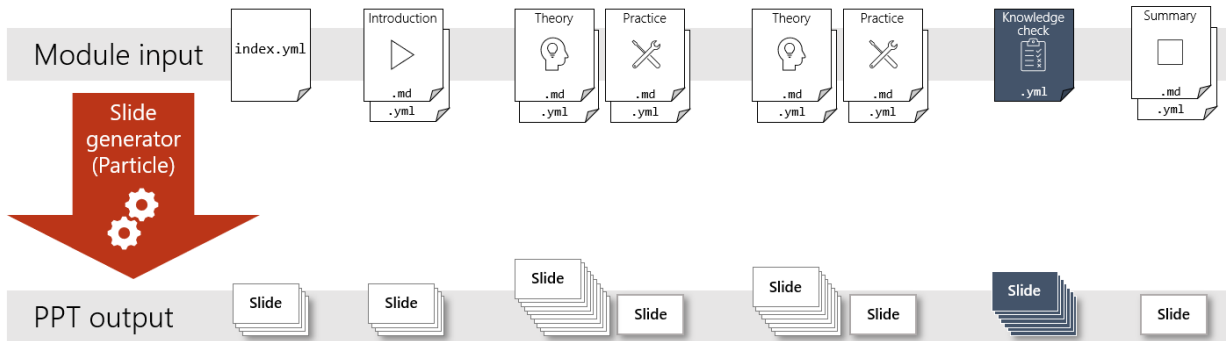 Module input
index.yml
Introduction
.md
.yml
Theory
.md
.yml
Practice
.md
.yml
Theory
.md
.yml
Practice
.md
.yml
Knowledge
check
.yml
Summary
.md
.yml
Slide
generator
(Particle)
PPT output
Slide
Slide
Slide
Slide
Slide
Slide
Slide
Slide